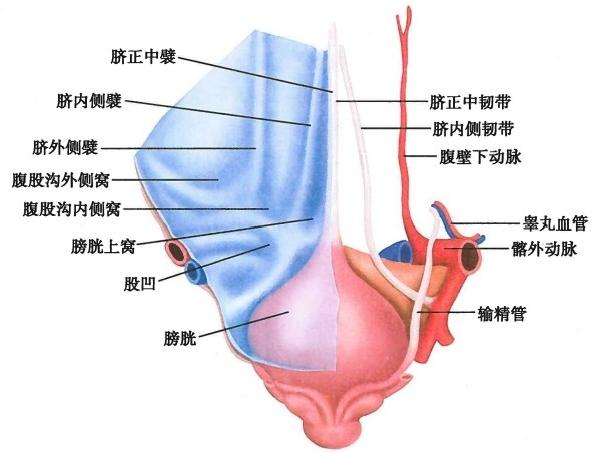 脐正中襞
脐内侧襞
脐外侧襞
腹股沟外侧窝
腹股沟内侧窝
膀胱上窝
股凹
膀胱
脐正中韧带
脐内侧韧带
腹壁下动脉
睾丸血管
髂外动脉
输精管